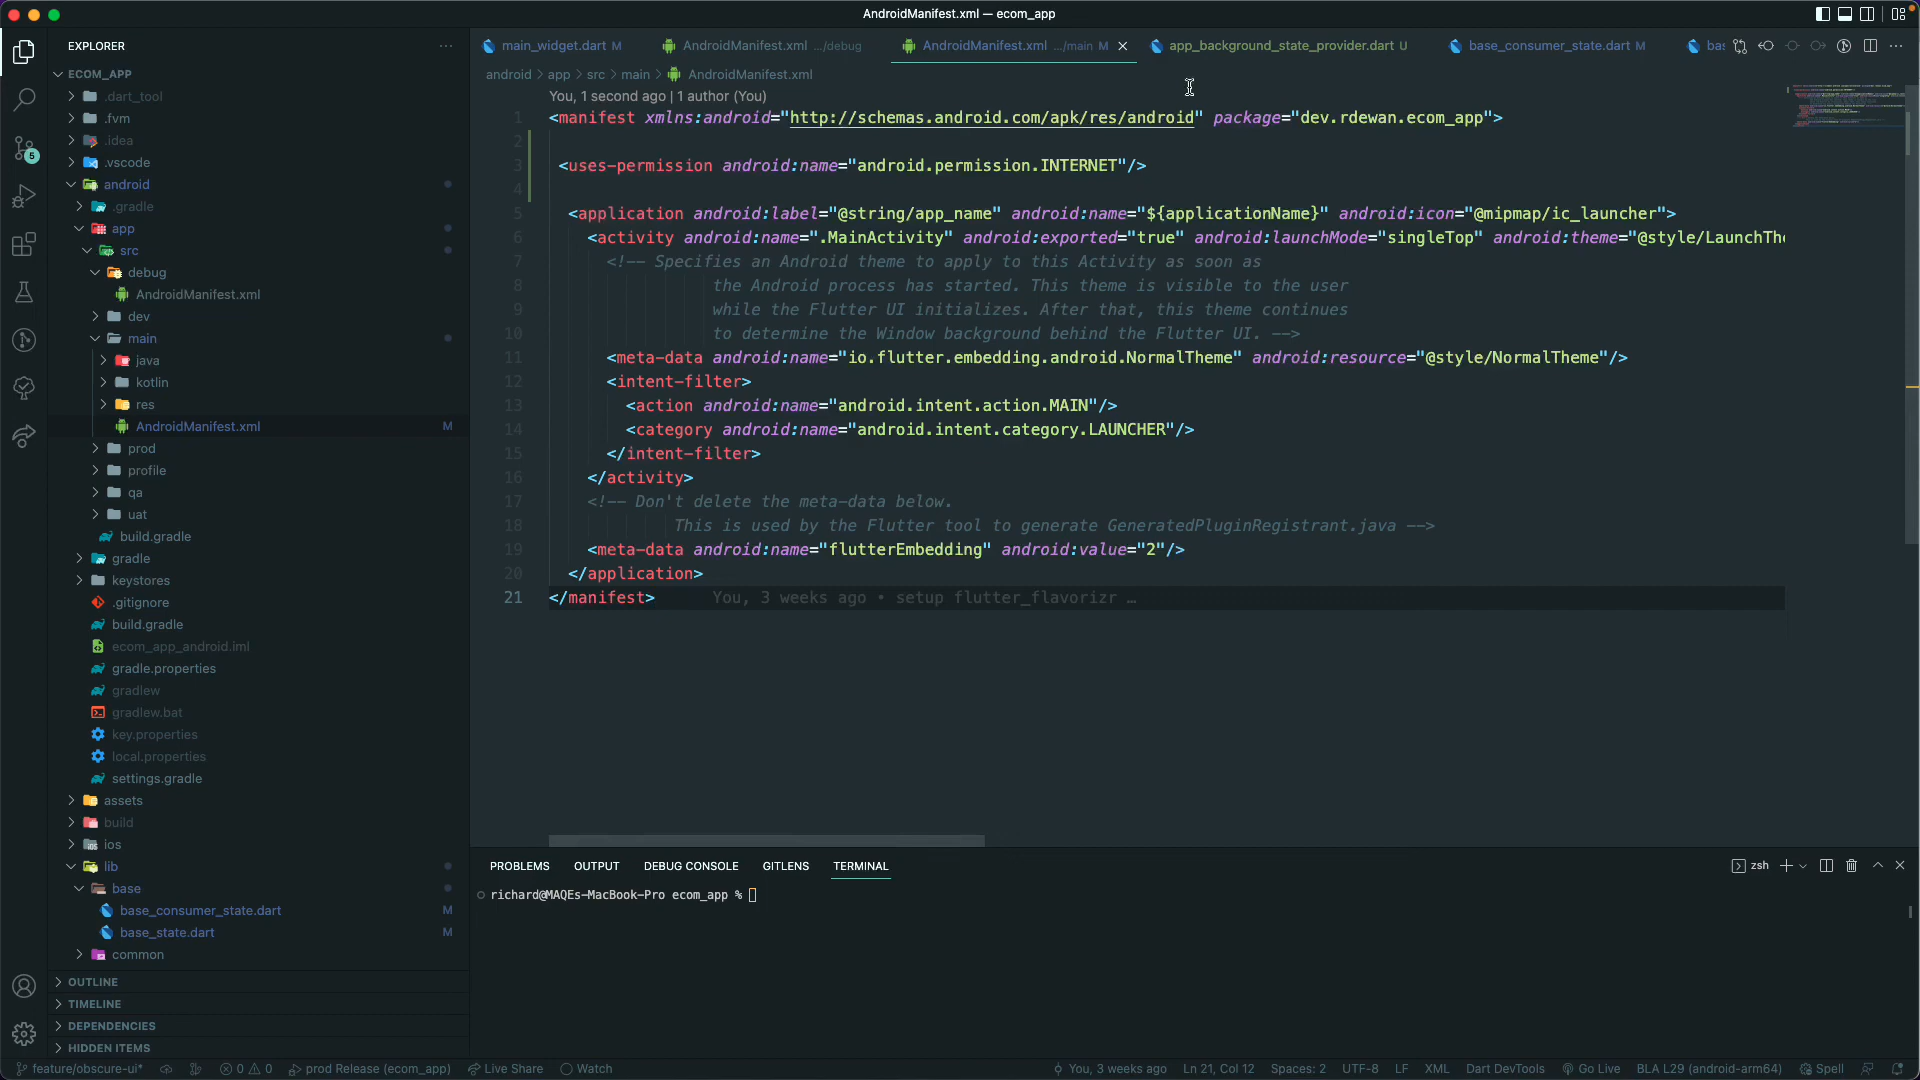 AndroidManifest.xml — ecom_app
EXPLORER
ECOM_APP
.dart_tool
.fvm
.idea
.vscode
android
.gradle
app
src
debug
AndroidManifest.xml
dev
main
java
kotlin
res
AndroidManifest.xml M
prod
profile
qa
uat
build.gradle
gradle
keystores
.gitignore
build.gradle
ecom_app_android.iml
gradle.properties
gradlew
gradlew.bat
key.properties
local.properties
settings.gradle
assets
build
ios
lib
base
base_consumer_state.dart M
base_state.dart M
common
OUTLINE
TIMELINE
DEPENDENCIES
HIDDEN ITEMS
5
main_widget.dart M
AndroidManifest.xml .../debug
AndroidManifest.xml .../main M
app_background_state_provider.dart U
base_consumer_state.dart M
bas
android > app > src > main > AndroidManifest.xml
You, 1 second ago | 1 author (You)
1 <manifest xmlns:android="http://schemas.android.com/apk/res/android" package="dev.rdewan.ecom_app">
2
3 <uses-permission android:name="android.permission.INTERNET"/>
4
5 <application android:label="@string/app_name" android:name="${applicationName}" android:icon="@mipmap/ic_launcher">
6 <activity android:name=".MainActivity" android:exported="true" android:launchMode="singleTop" android:theme="@style/LaunchThe
7 <!-- Specifies an Android theme to apply to this Activity as soon as
8 the Android process has started. This theme is visible to the user
9 while the Flutter UI initializes. After that, this theme continues
10 to determine the Window background behind the Flutter UI. -->
11 <meta-data android:name="io.flutter.embedding.android.NormalTheme" android:resource="@style/NormalTheme"/>
12 <intent-filter>
13 <action android:name="android.intent.action.MAIN"/>
14 <category android:name="android.intent.category.LAUNCHER"/>
15 </intent-filter>
16 </activity>
17 <!-- Don't delete the meta-data below.
18 This is used by the Flutter tool to generate GeneratedPluginRegistrant.java -->
19 <meta-data android:name="flutterEmbedding" android:value="2"/>
20 </application>
21 </manifest> You, 3 weeks ago • setup flutter_flavorizr …
PROBLEMS OUTPUT DEBUG CONSOLE GITLENS TERMINAL
zsh
richard@MAQEs-MacBook-Pro ecom_app %
feature/obscure-ui* 0 0 prod Release (ecom_app) Live Share Watch You, 3 weeks ago Ln 21, Col 12 Spaces: 2 UTF-8 LF XML Dart DevTools Go Live BLA L29 (android-arm64) Spell